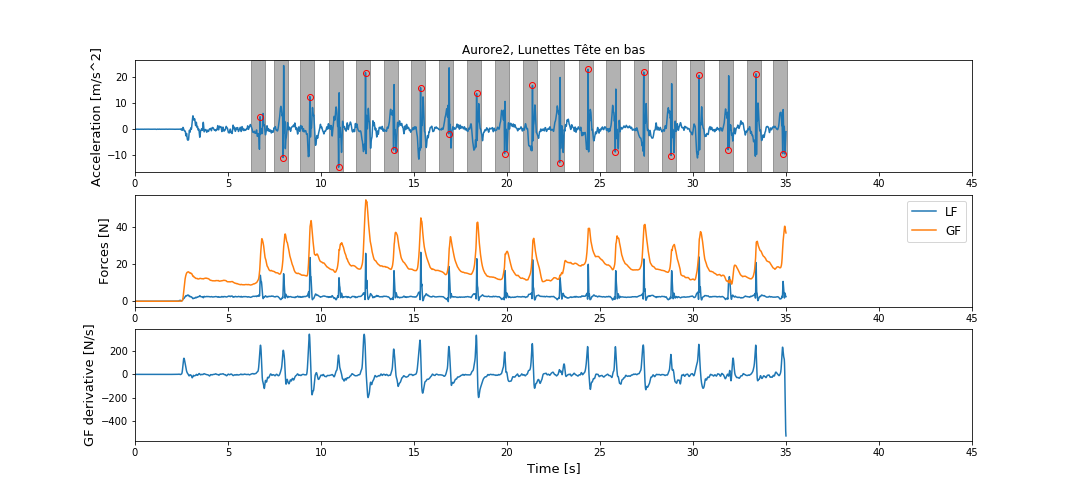 Aurore2, Lunettes Tête en bas
Acceleration [m/s^2]
20
10
0
−10
0 5 10 15 20 25 30 35 40 45
Forces [N]
40
20
0
LF
GF
0 5 10 15 20 25 30 35 40 45
GF derivative [N/s]
200
0
−200
−400
0 5 10 15 20 25 30 35 40 45
Time [s]